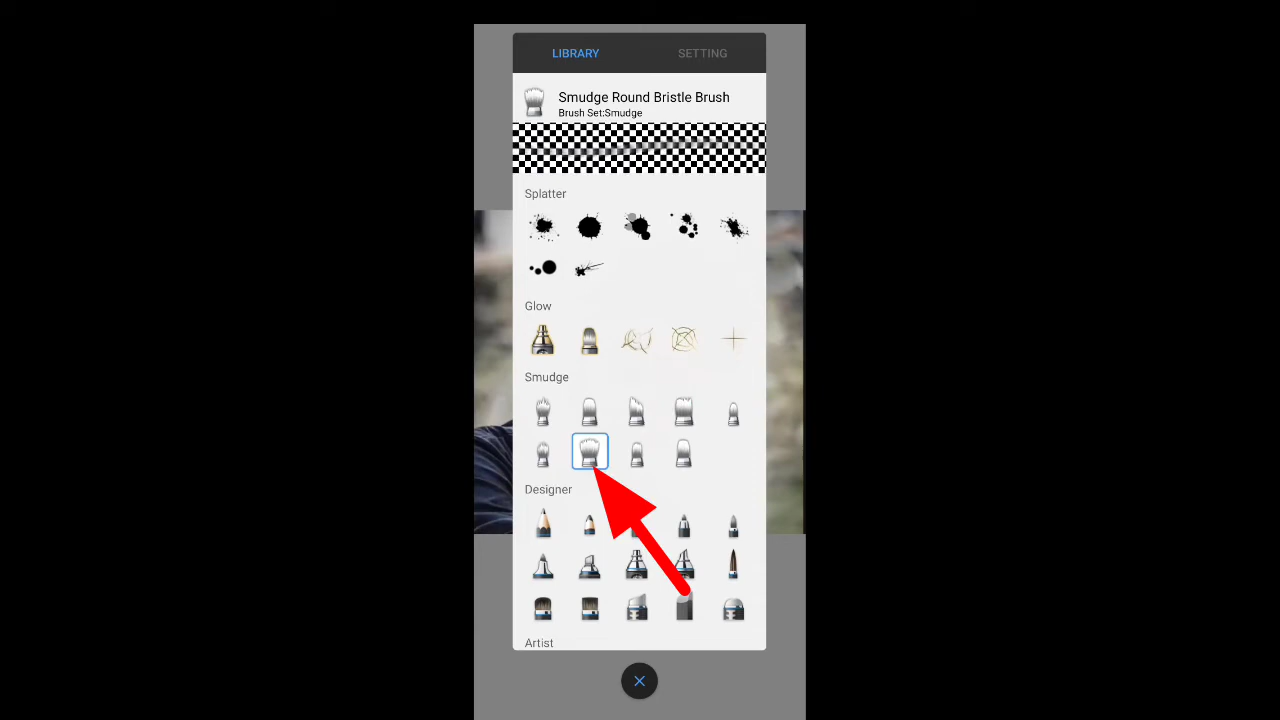 LIBRARY
SETTING
Smudge Round Bristle Brush
Brush Set:Smudge
Splatter
Glow
Smudge
Designer
Artist